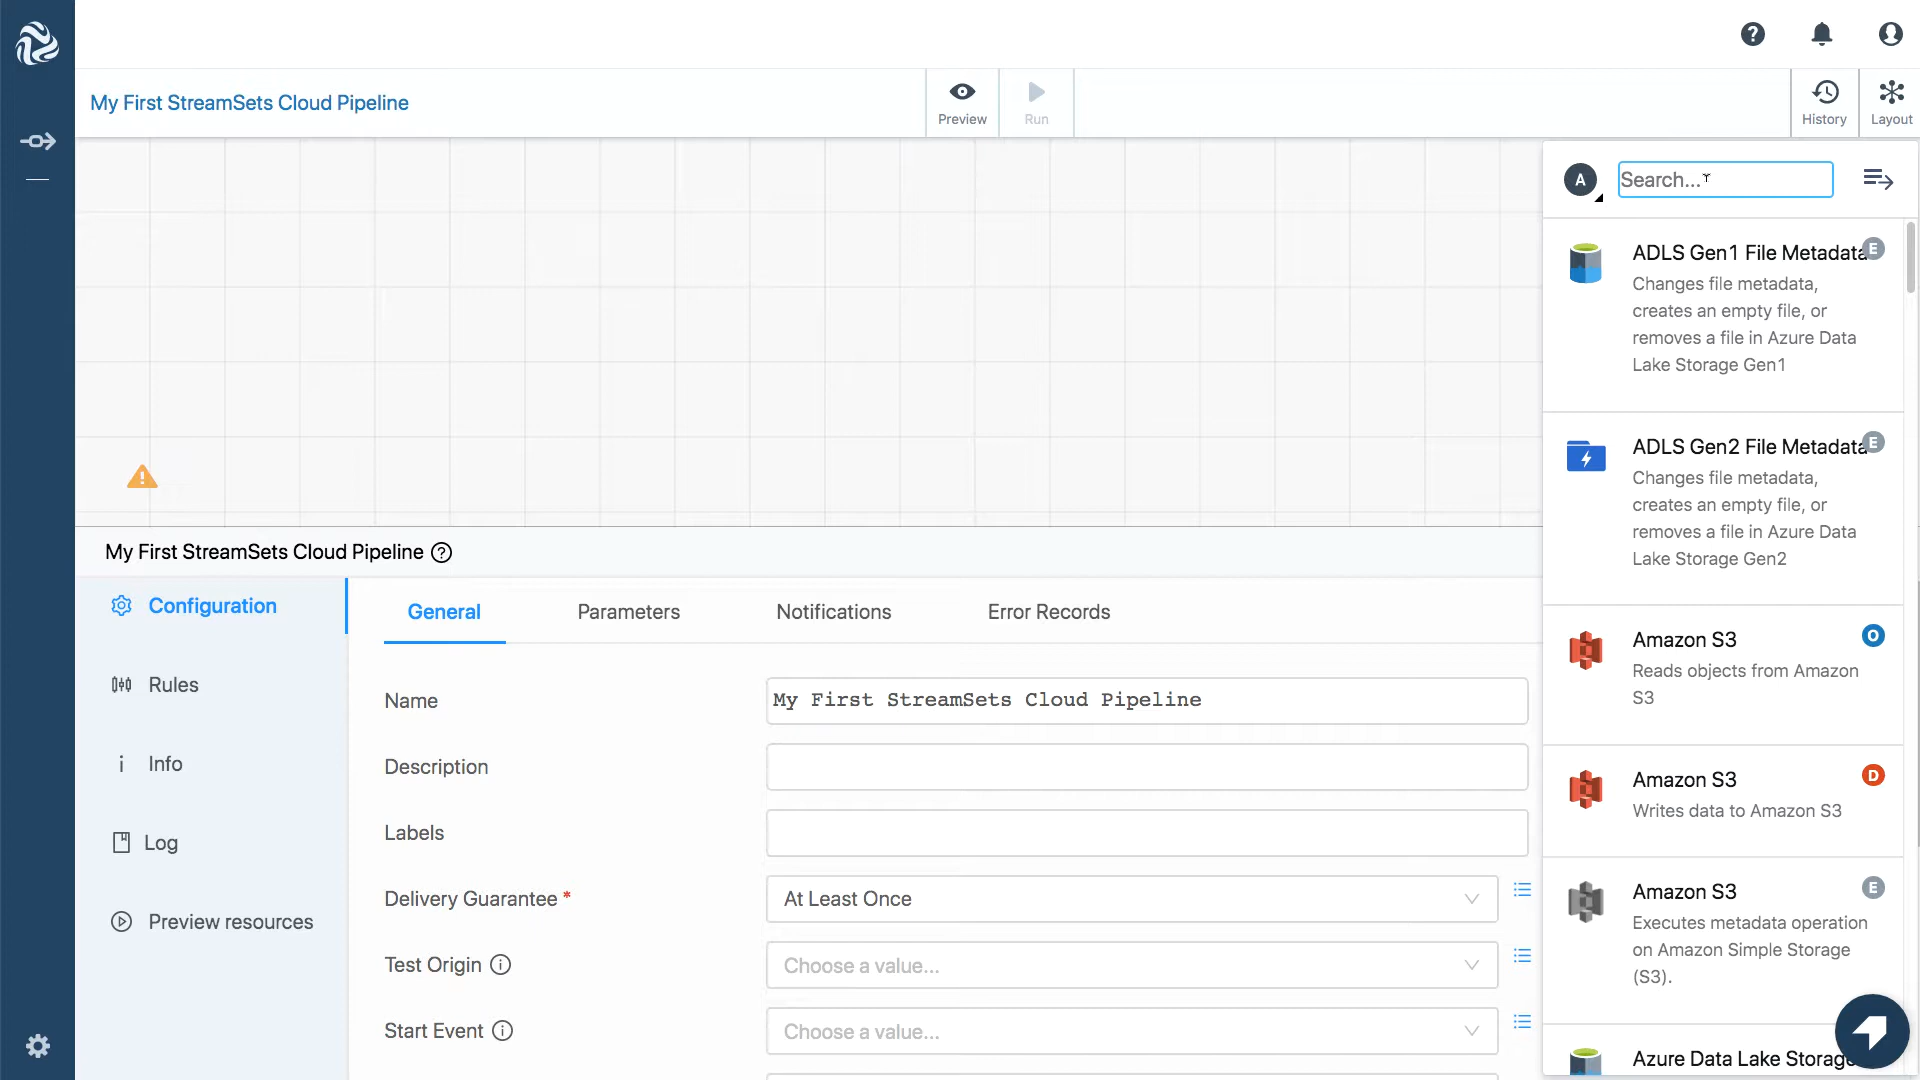 My First StreamSets Cloud Pipeline
Preview
Run
History
Layout
A
Search...
ADLS Gen1 File Metadata
E
Changes file metadata,
creates an empty file, or
removes a file in Azure Data
Lake Storage Gen1
ADLS Gen2 File Metadata
E
Changes file metadata,
creates an empty file, or
removes a file in Azure Data
Lake Storage Gen2
Amazon S3
O
Reads objects from Amazon
S3
Amazon S3
D
Writes data to Amazon S3
Amazon S3
E
Executes metadata operation
on Amazon Simple Storage
(S3).
Azure Data Lake Storage
My First StreamSets Cloud Pipeline
Configuration
Rules
Info
Log
Preview resources
General
Parameters
Notifications
Error Records
Name
My First StreamSets Cloud Pipeline
Description
Labels
Delivery Guarantee *
At Least Once
Test Origin
Choose a value...
Start Event
Choose a value...